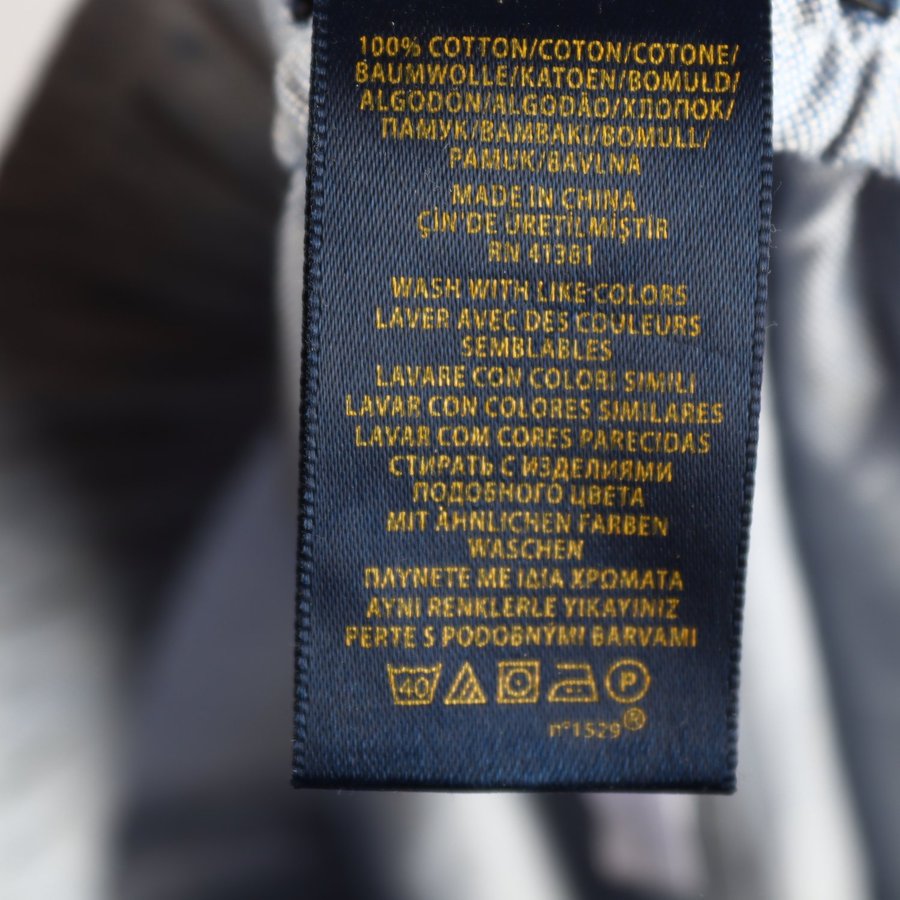 100% COTTON/COTON/COTONE/
BAUMWOLLE/KATOEN/BOMULD/
ALGODÓN/ALGODÃO/ХЛОПОК/
ПАМУК/BAMBAKI/BOMULL/
PAMUK/BAVLNA
MADE IN CHINA
ÇİN'DE ÜRETİLMİŞTİR
RN 41381
WASH WITH LIKE COLORS
LAVER AVEC DES COULEURS
SEMBLABLES
LAVARE CON COLORI SIMILI
LAVAR CON COLORES SIMILARES
LAVAR COM CORES PARECIDAS
СТИРАТЬ С ИЗДЕЛИЯМИ
ПОДОБНОГО ЦВЕТА
MIT ÄHNLICHEN FARBEN
WASCHEN
ΠΛΥΝΕΤΕ ΜΕ ΙΔΙΑ ΧΡΩΜΑΤΑ
AYNI RENKLERLE YIKAYINIZ
PERTE S PODOBNÝMI BARVAMI
40 P
n°1529®